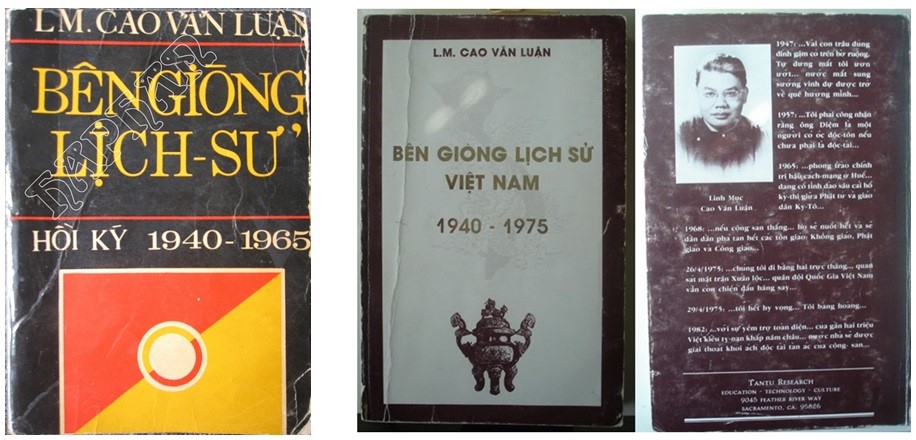 L.M. CAO VĂN LUẬN
BÊN GIÒNG
LỊCH-SỬ
HỒI KÝ 1940-1965
L.M. CAO VĂN LUẬN
BÊN GIÒNG LỊCH SỬ
VIỆT NAM
1940 - 1975
1947: ...Vài con trâu đủng
đỉnh gặm cỏ trên bờ ruộng.
Tự dưng mắt tôi ươn
ướt... nước mắt sung
sướng vinh dự được trở
về quê hương mình...
1957: ...Tôi phải công nhận
rằng ông Diệm là một
người có óc độc-tôn nếu
chưa phải là độc-tài...
1965: ...phong trào chính
trị hậu cách-mạng ở Huế...
đang cố tình đào sâu cái hố
kỳ-thị giữa Phật tử và giáo
dân Ky-Tô...
Linh Mục
Cao Văn Luận
1968: ...nếu cộng sản thắng... họ sẽ nuốt hết và sẽ
dần dần phá tan hết các tôn giáo: Khổng giáo, Phật
giáo và Công giáo...
26/4/1975: ...chúng tôi đi bằng hai trực thăng... quan
sát mặt trận Xuân lộc... quân đội Quốc Gia Việt Nam
vẫn còn chiến đấu hăng say...
29/4/1975: ...tôi hết hy vọng... Tôi bàng hoàng...
1982: ...với sự yểm trợ toàn diện... của gần hai triệu
Việt kiều tỵ-nạn khắp năm châu... nước nhà sẽ được
giải thoát khỏi ách độc tài tàn ác của cộng- sản...
TANTU RESEARCH
EDUCATION - TECHNOLOGY - CULTURE
9045 FEATHER RIVER WAY
SACRAMENTO, CA. 95826